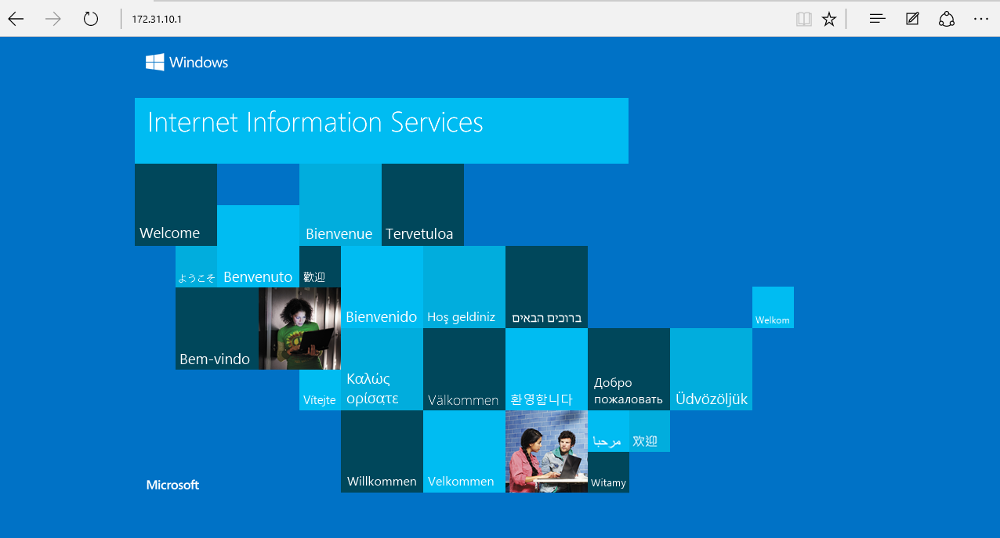 172.31.10.1
Windows
Internet Information Services
Welcome
Bienvenue
Tervetuloa
ようこそ
Benvenuto
歡迎
Bienvenido
Hoş geldiniz
ברוכים הבאים
Welkom
Bem-vindo
Καλώς
ορίσατε
Vítejte
Välkommen
환영합니다
Добро
пожаловать
Üdvözöljük
Willkommen
Velkommen
مرحبا
欢迎
Witamy
Microsoft